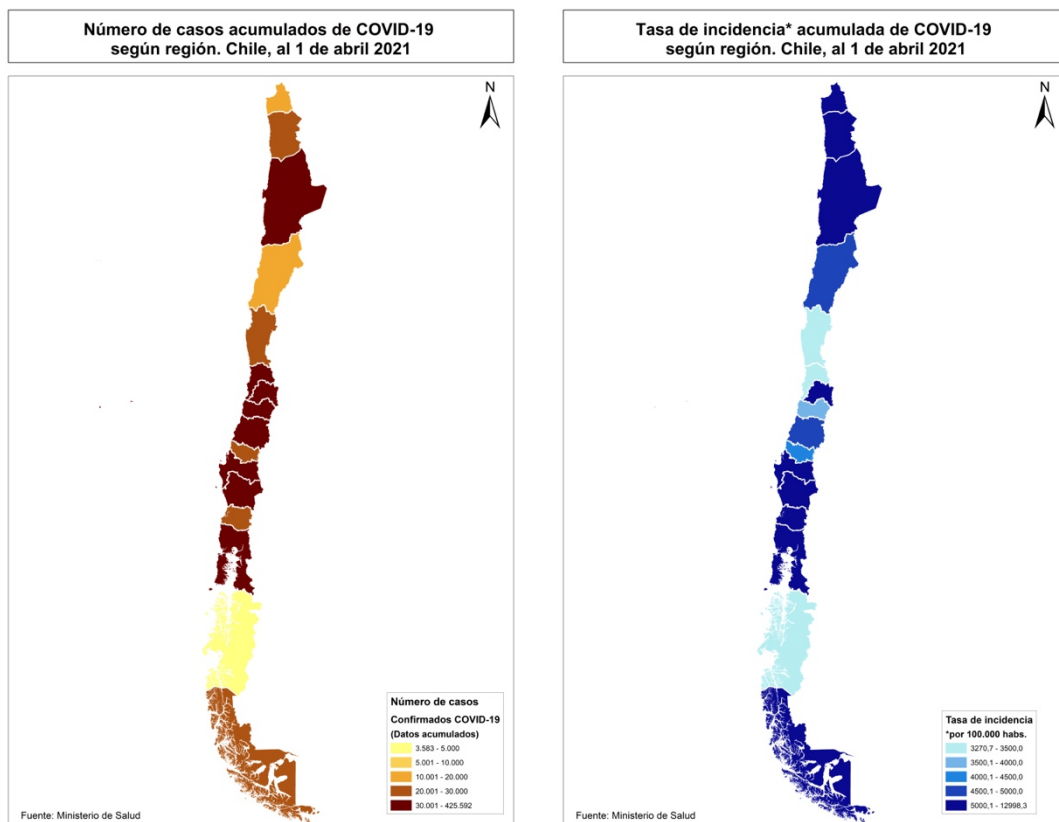 Número de casos acumulados de COVID-19
según región. Chile, al 1 de abril 2021
N
Número de casos
Confirmados COVID-19
(Datos acumulados)
3.583 - 5.000
5.001 - 10.000
10.001 - 20.000
20.001 - 30.000
30.001 - 425.592
Fuente: Ministerio de Salud
Tasa de incidencia* acumulada de COVID-19
según región. Chile, al 1 de abril 2021
N
Tasa de incidencia
*por 100.000 habs.
3270,7 - 3500,0
3500,1 - 4000,0
4000,1 - 4500,0
4500,1 - 5000,0
5000,1 - 12998,3
Fuente: Ministerio de Salud